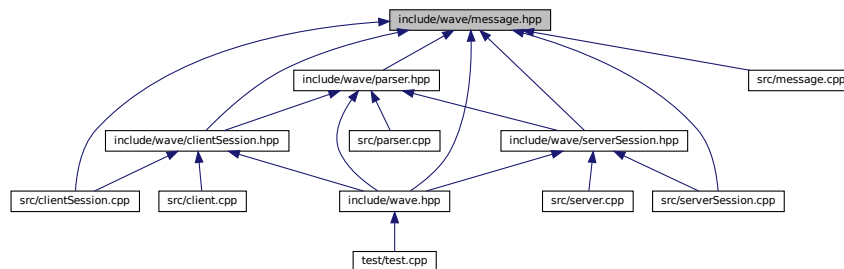 include/wave/message.hpp
include/wave/parser.hpp
src/message.cpp
include/wave/clientSession.hpp
src/parser.cpp
include/wave/serverSession.hpp
src/clientSession.cpp
src/client.cpp
include/wave.hpp
src/server.cpp
src/serverSession.cpp
test/test.cpp